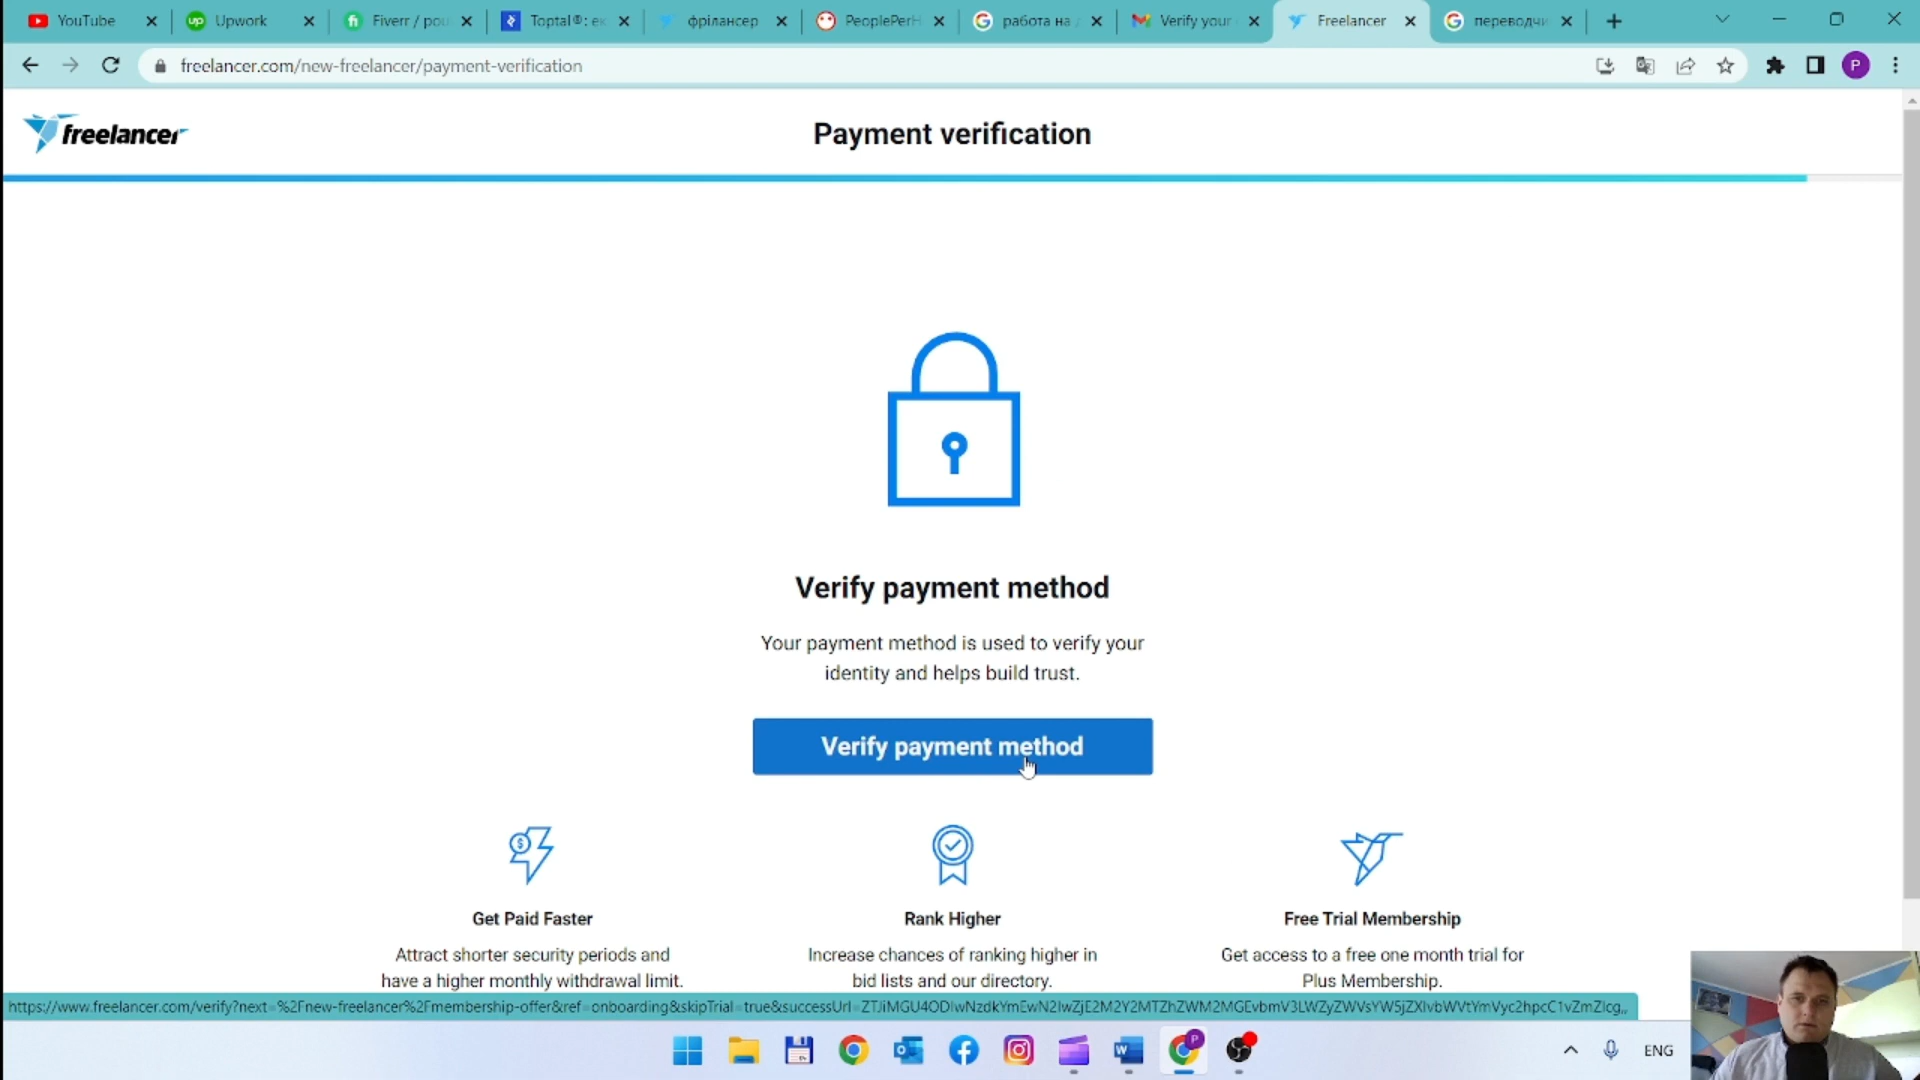 YouTube
Upwork
Fiverr / рош
Toptal®: ек
фрілансер
PeoplePerH
работа на
Verify your
Freelancer
переводчи
freelancer.com/new-freelancer/payment-verification
P
freelancer
Payment verification
Verify payment method
Your payment method is used to verify your
identity and helps build trust.
Verify payment method
Get Paid Faster
Rank Higher
Free Trial Membership
Attract shorter security periods and
have a higher monthly withdrawal limit.
Increase chances of ranking higher in
bid lists and our directory.
Get access to a free one month trial for
Plus Membership.
ENG